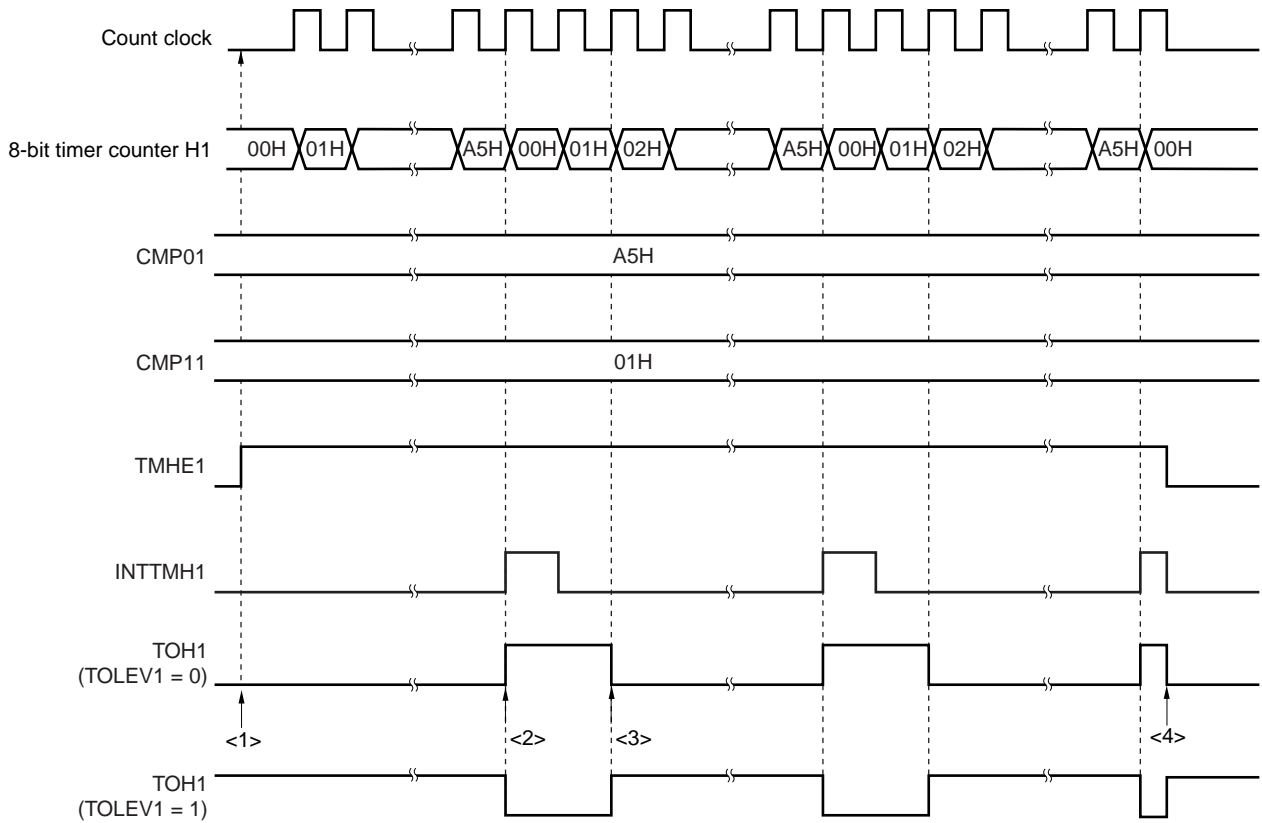 Count clock
8-bit timer counter H1 00H 01H A5H 00H 01H 02H A5H 00H 01H 02H A5H 00H
CMP01 A5H
CMP11 01H
TMHE1
INTTMH1
TOH1
(TOLEV1 = 0)
<1> <2> <3> <4>
TOH1
(TOLEV1 = 1)